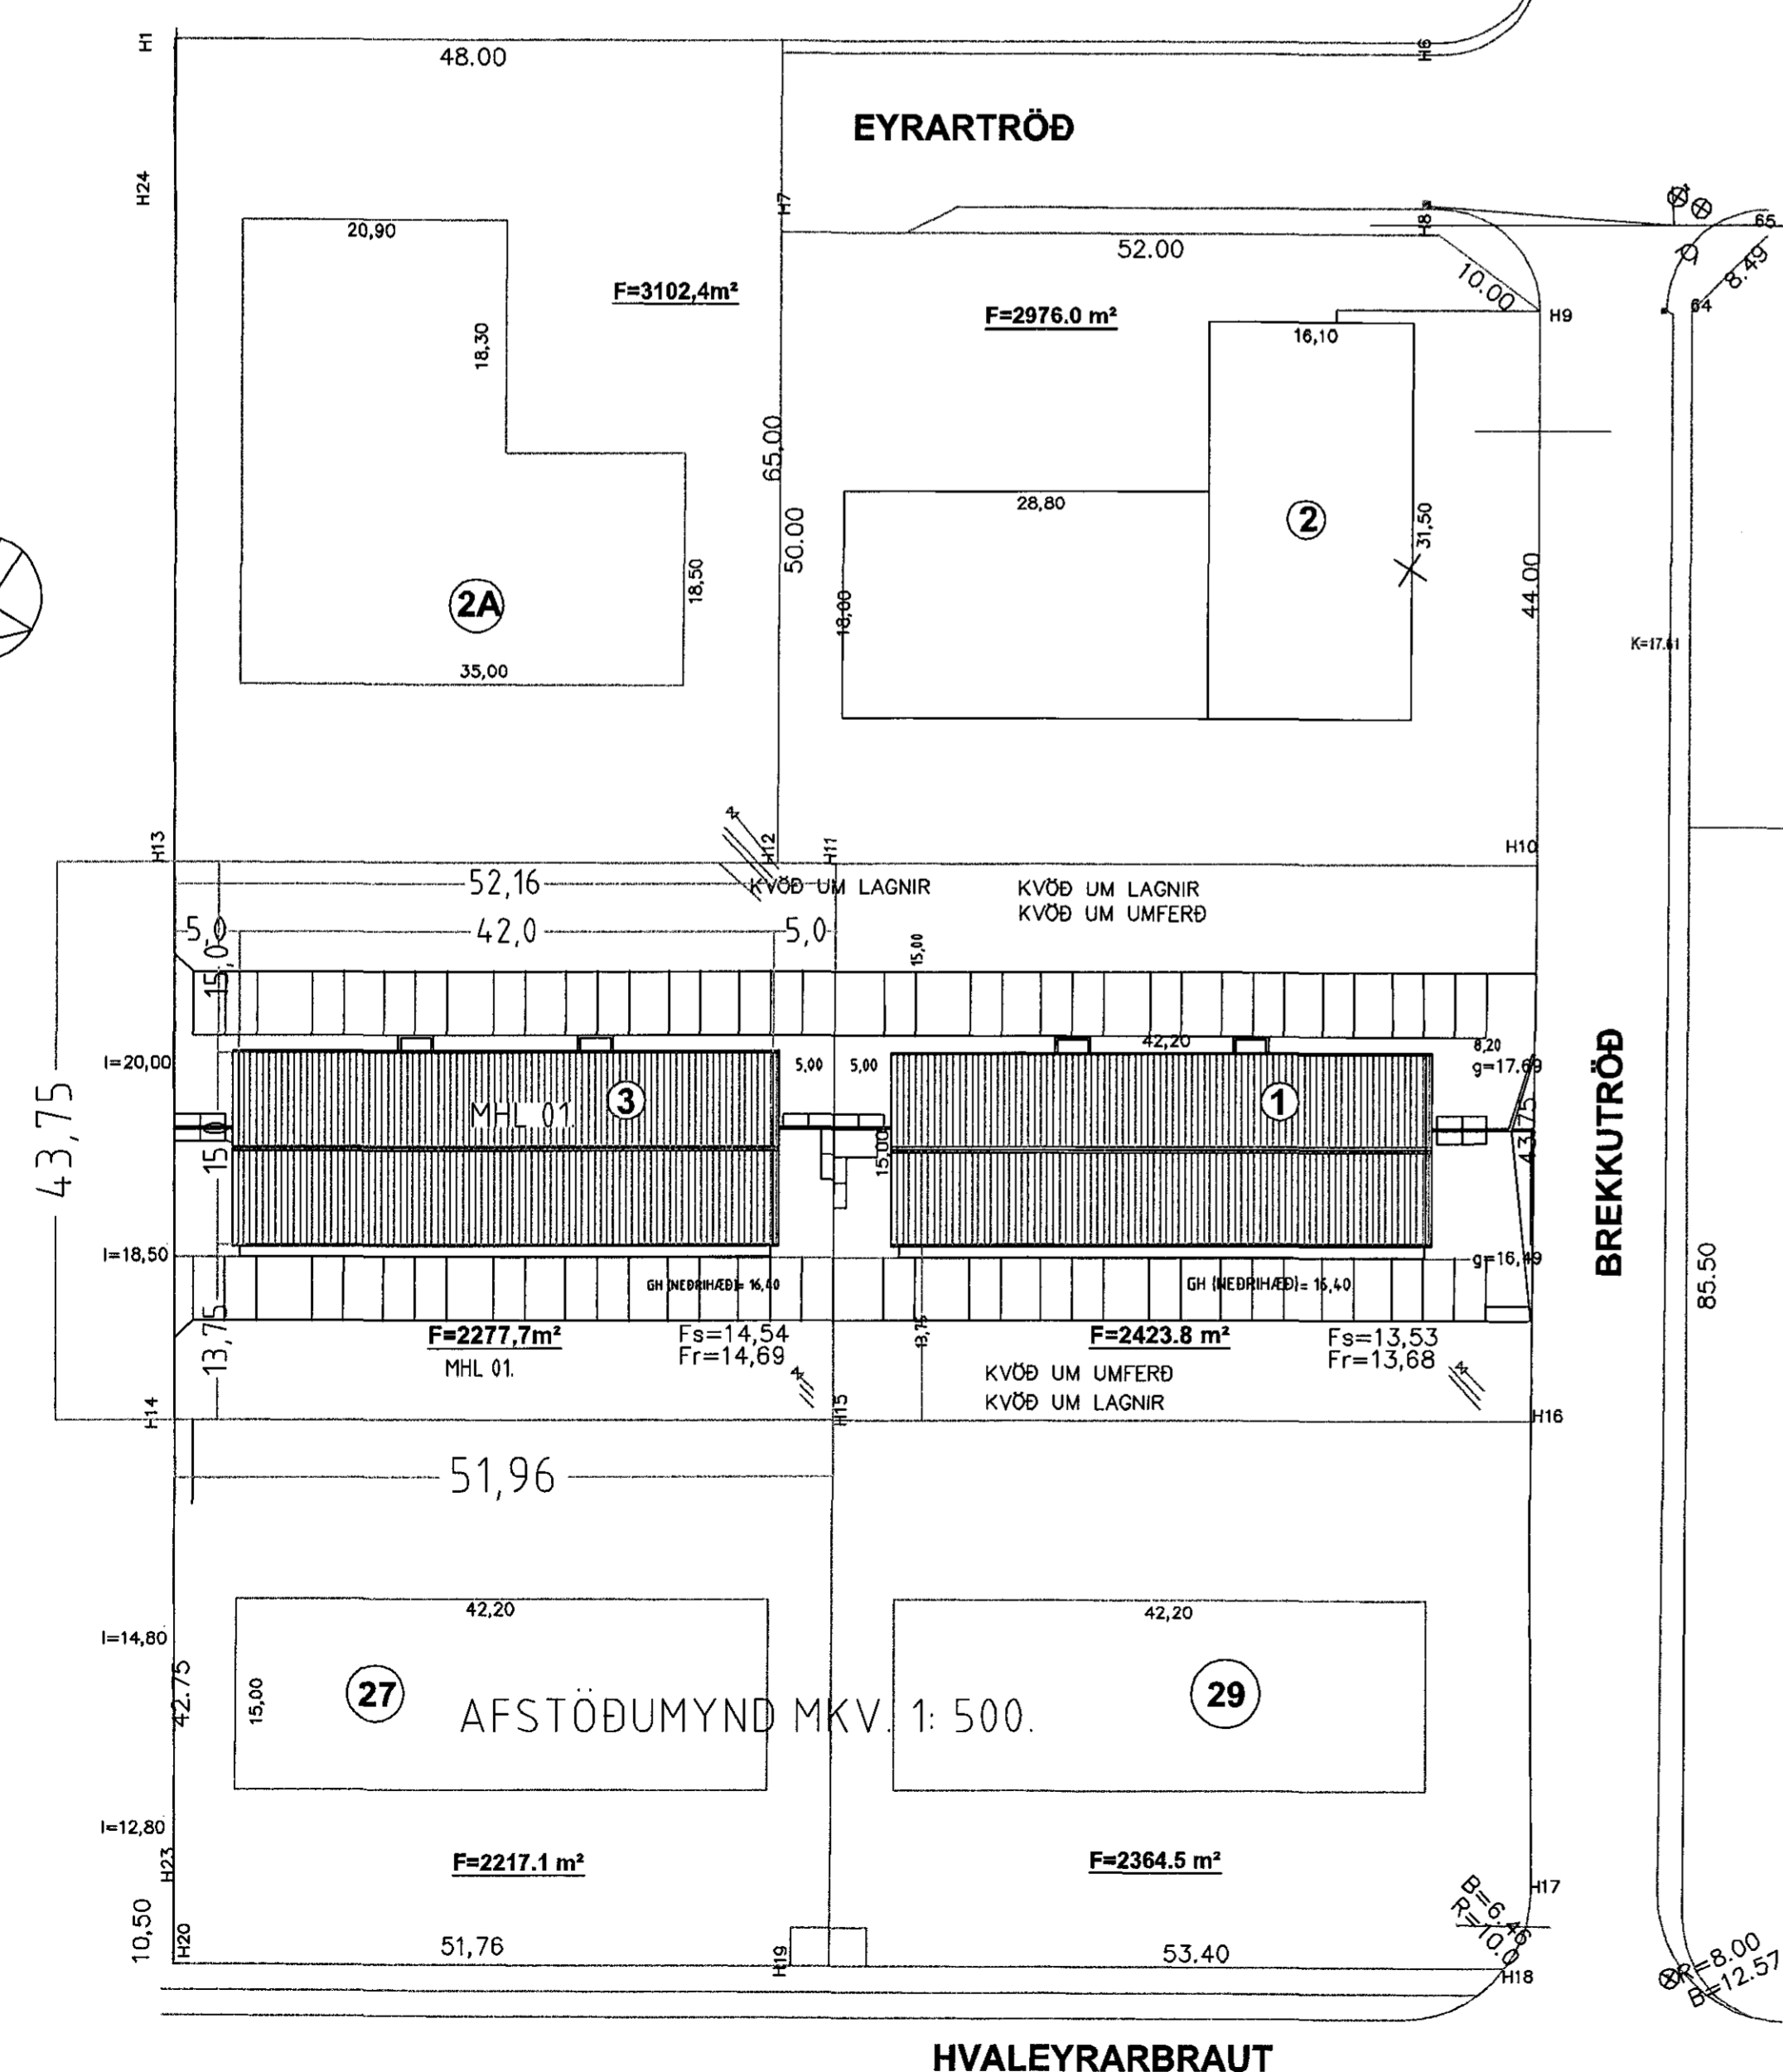 H1
48.00
H6
EYRARTRÖÐ
H24
H7
H8
65
20,90
52.00
8.49
10.00
F=3102,4m²
F=2976.0 m²
H9
64
16,10
18,30
65,00
28,80
2
31,50
50.00
44.00
2A
18,50
18,00
K=17.61
35,00
4
H13
H12
H11
H10
52,16
KVÖÐ UM LAGNIR
KVÖÐ UM LAGNIR
KVÖÐ UM UMFERÐ
5,0
42,0
5,0
15,0
15,00
42,20
8,20
I=20,00
5,00
5,00
g=17.69
MHL 01.
3
1
43,75
15,0
15,00
43,75
BREKKUTRÖÐ
I=18,50
g=16,49
GH (NEÐRIHÆÐ)= 16,40
GH (NEÐRIHÆÐ)= 16,40
85.50
13,75
F=2277,7m²
Fs=14,54
13,75
F=2423.8 m²
Fs=13,53
Fr=14,69
Fr=13,68
MHL 01.
4
KVÖÐ UM UMFERÐ
4
KVÖÐ UM LAGNIR
H14
H15
H16
51,96
42,20
42,20
I=14,80
42.75
15,00
27
29
AFSTÖÐUMYND MKV. 1: 500.
I=12,80
F=2217.1 m²
F=2364.5 m²
H23
H17
B=6.46
R=10.0
10,50
H20
51,76
H19
53.40
H18
R=8.00
B=12.57
HVALEYRARBRAUT